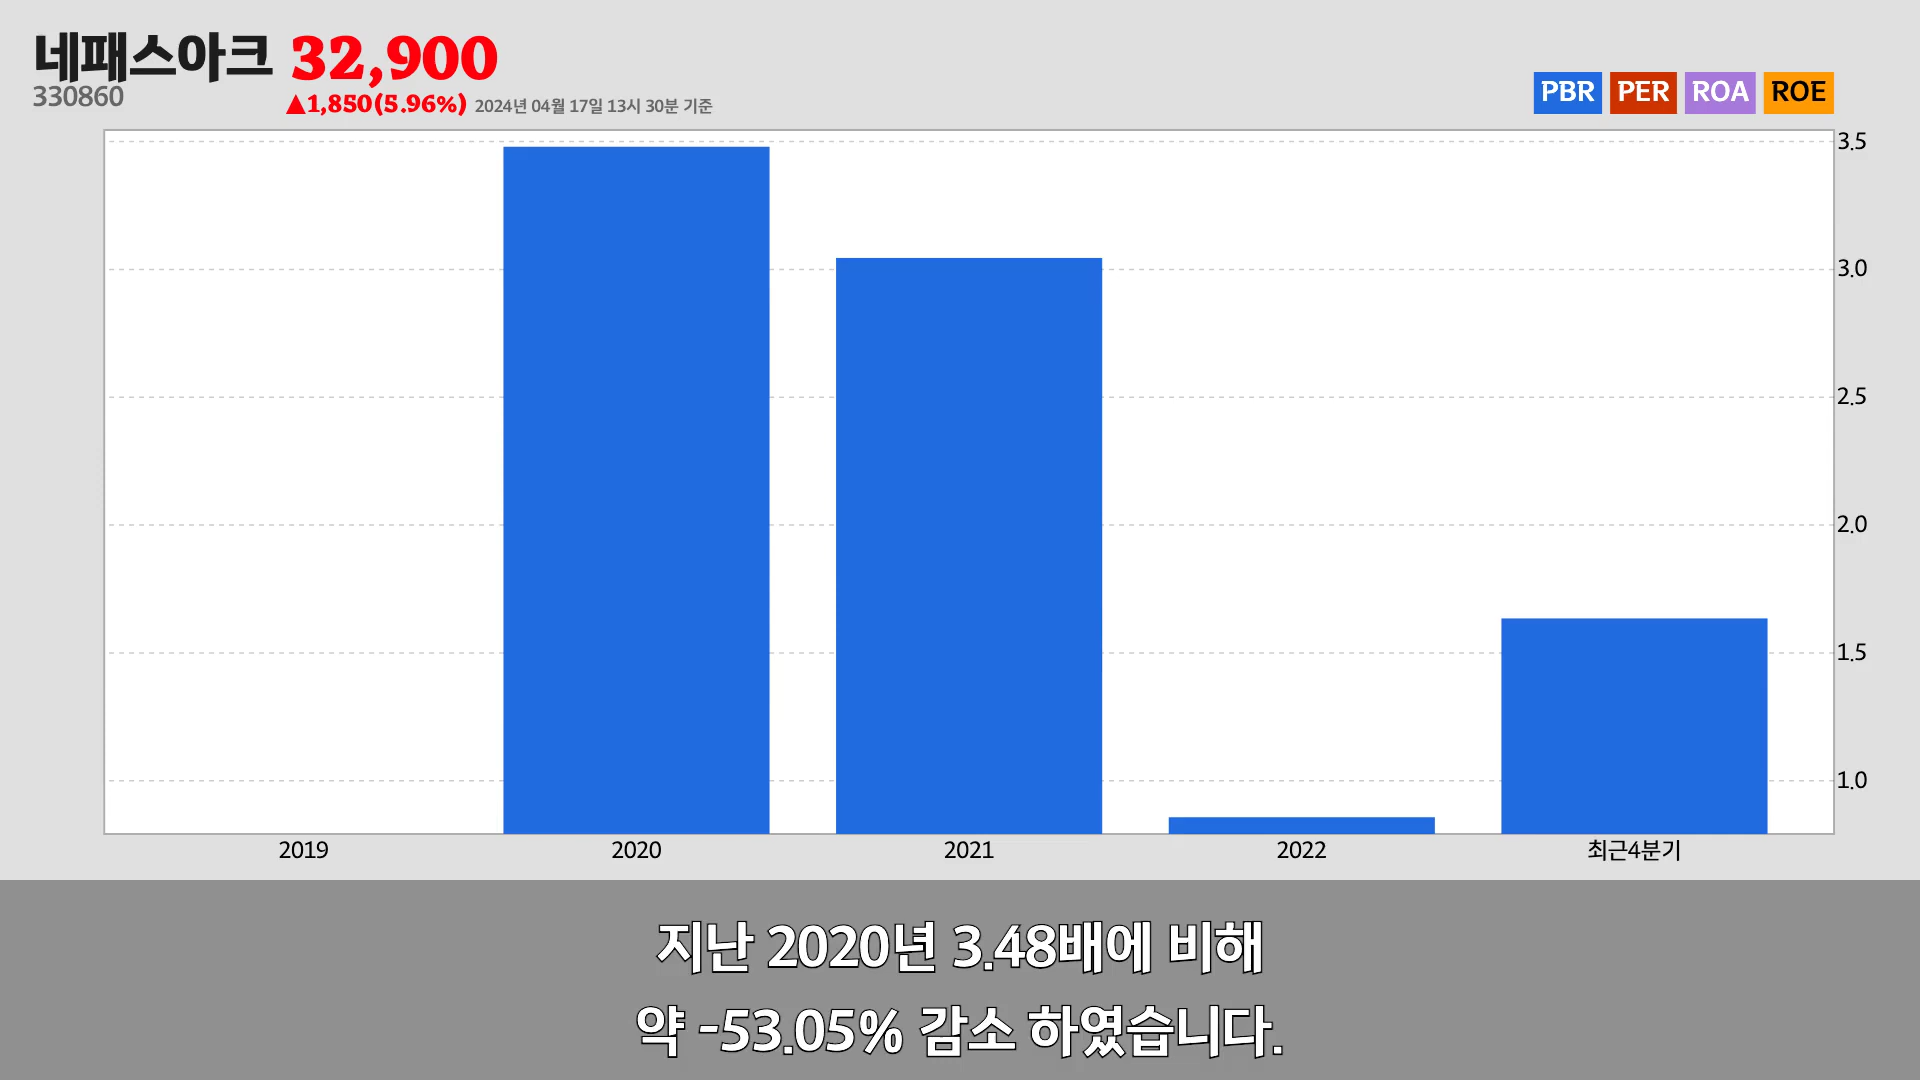 네패스아크 32,900
330860
▲1,850(5.96%) 2024년 04월 17일 13시 30분 기준
PBR PER ROA ROE
3.5
3.0
2.5
2.0
1.5
1.0
2019 2020 2021 2022 최근4분기
지난 2020년 3.48배에 비해
약 -53.05% 감소 하였습니다.